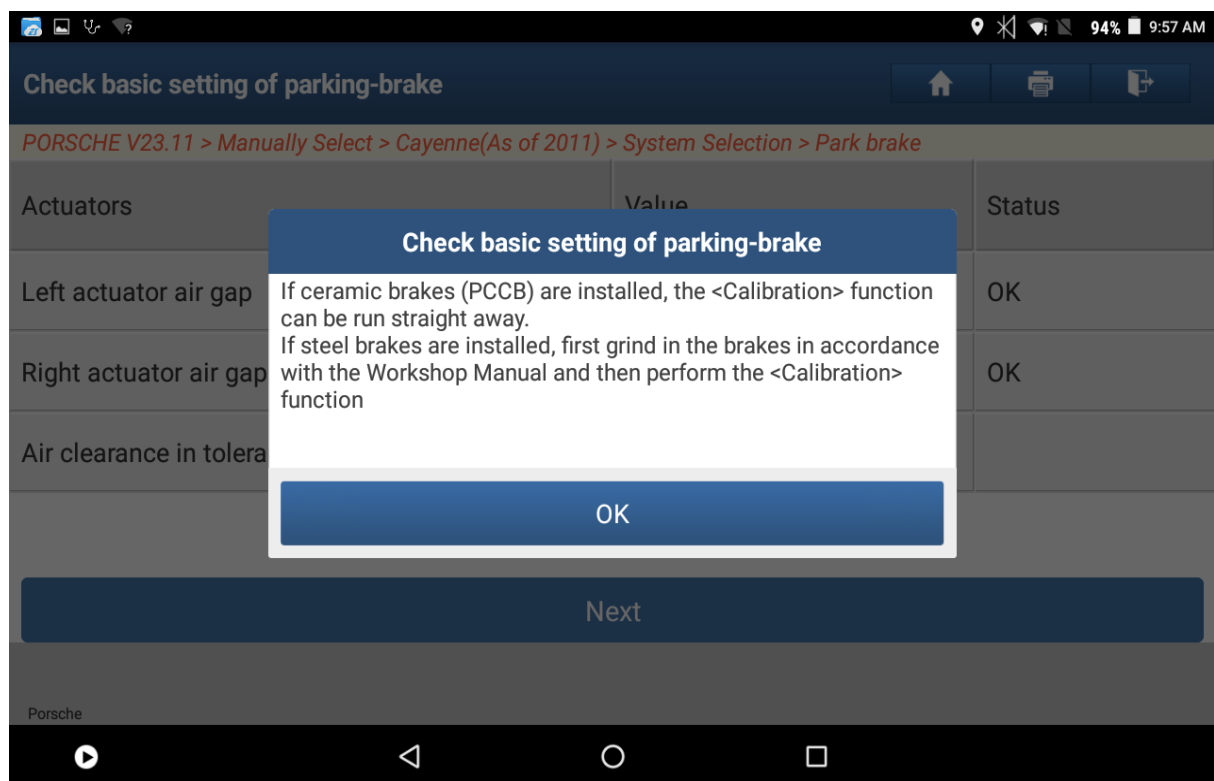 94% 9:57 AM
Check basic setting of parking-brake
PORSCHE V23.11 > Manually Select > Cayenne(As of 2011) > System Selection > Park brake
Actuators Value Status
Check basic setting of parking-brake
If ceramic brakes (PCCB) are installed, the <Calibration> function
can be run straight away.
If steel brakes are installed, first grind in the brakes in accordance
with the Workshop Manual and then perform the <Calibration>
function
Left actuator air gap OK
Right actuator air gap OK
Air clearance in tolera
OK
Next
Porsche